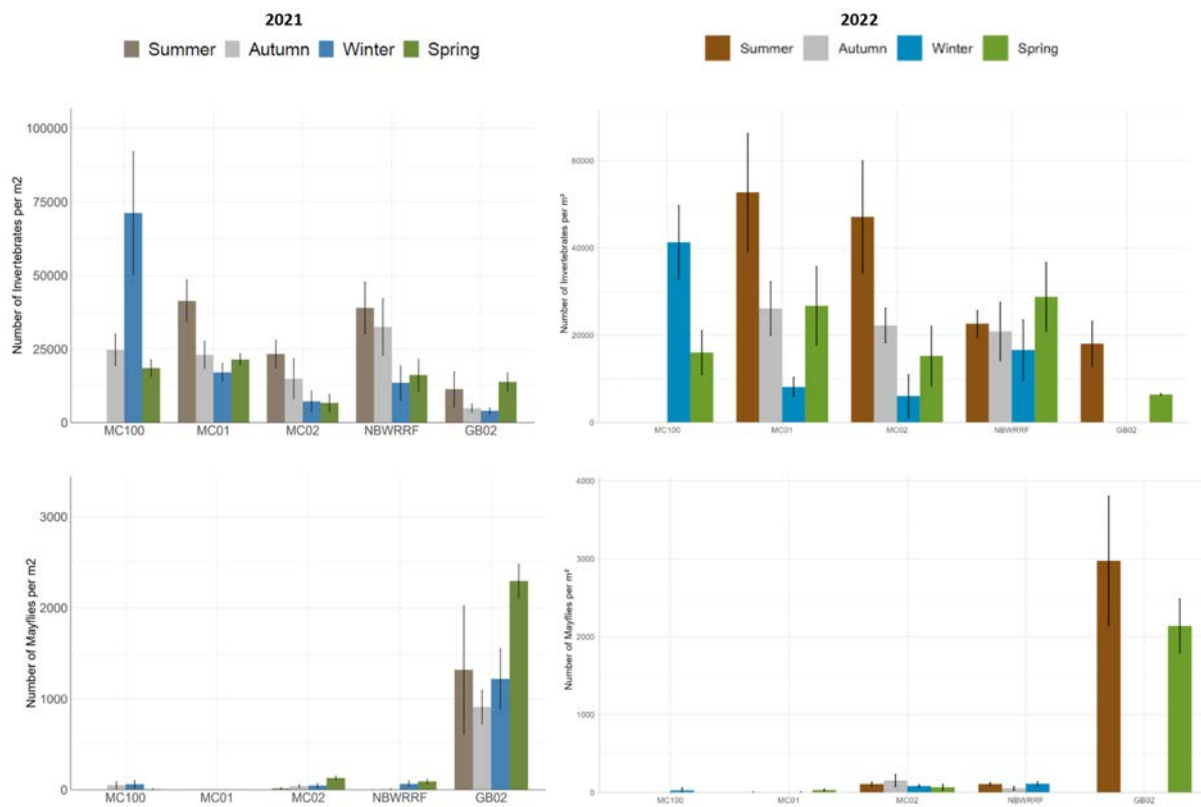 2021
Summer Autumn Winter Spring
Number of Invertebrates per m2
100000
75000
50000
25000
0
MC100 MC01 MC02 NBWRRF GB02
2022
Summer Autumn Winter Spring
Number of Invertebrates per m²
60000
40000
20000
0
MC100 MC01 MC02 NBWRRF GB02
Number of Mayflies per m2
3000
2000
1000
0
MC100 MC01 MC02 NBWRRF GB02
Number of Mayflies per m²
4000
3000
2000
1000
0
MC100 MC01 MC02 NBWRRF GB02